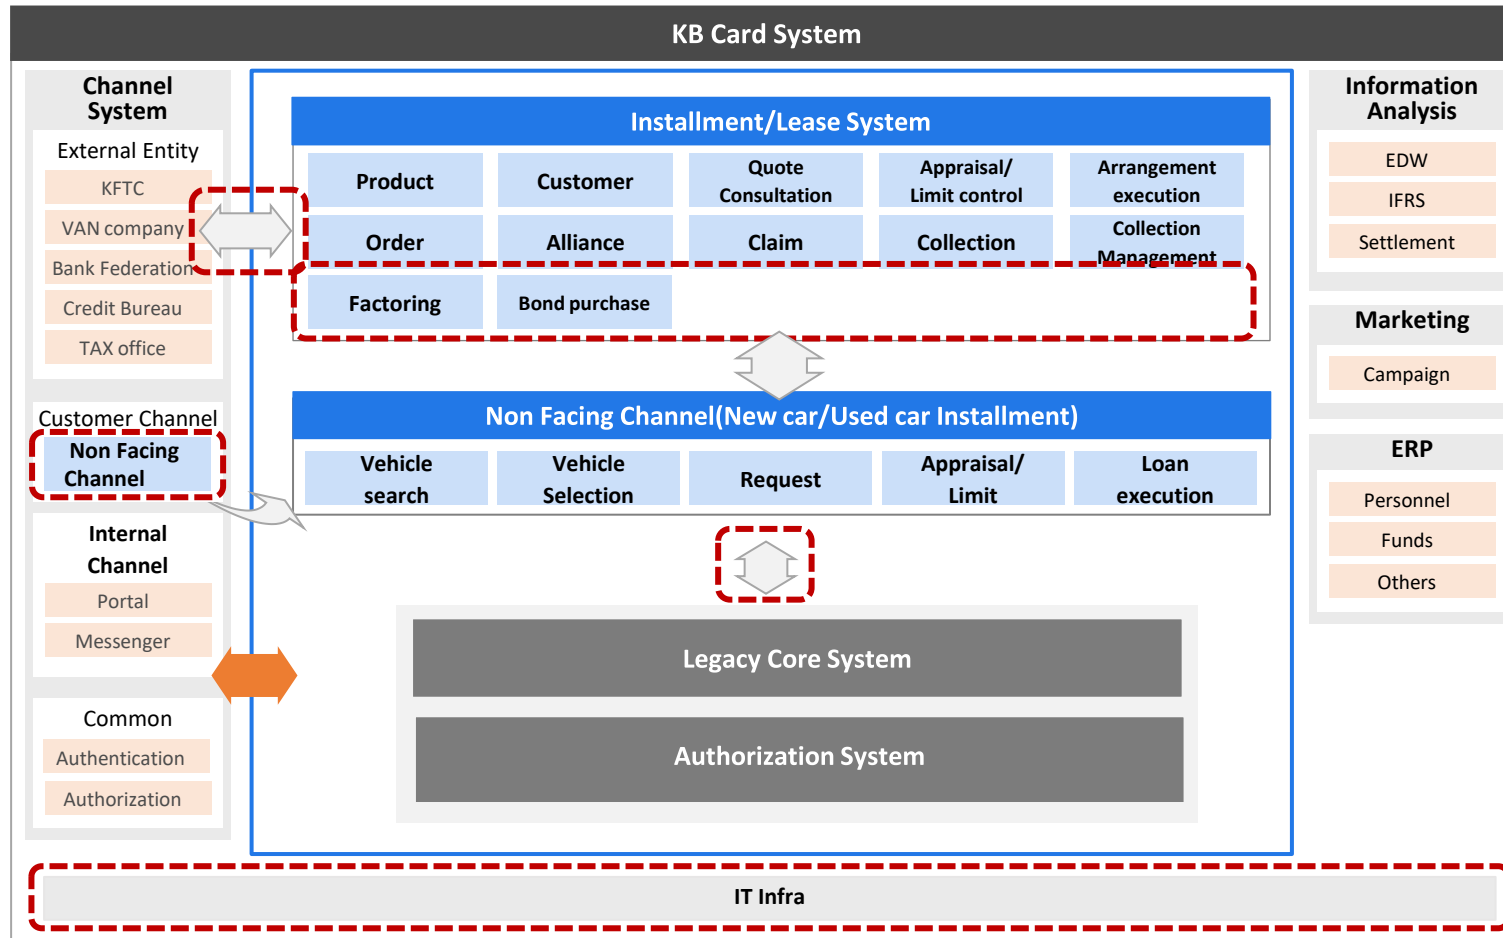 KB Card System
Channel
System
External Entity
KFTC
VAN company
Bank Federation
Credit Bureau
TAX office
Customer Channel
Non Facing
Channel
Internal
Channel
Portal
Messenger
Common
Authentication
Authorization
Installment/Lease System
Product
Customer
Quote
Consultation
Appraisal/
Limit control
Arrangement
execution
Order
Alliance
Claim
Collection
Collection
Management
Factoring
Bond purchase
Non Facing Channel(New car/Used car Installment)
Vehicle
search
Vehicle
Selection
Request
Appraisal/
Limit
Loan
execution
Legacy Core System
Authorization System
Information
Analysis
EDW
IFRS
Settlement
Marketing
Campaign
ERP
Personnel
Funds
Others
IT Infra